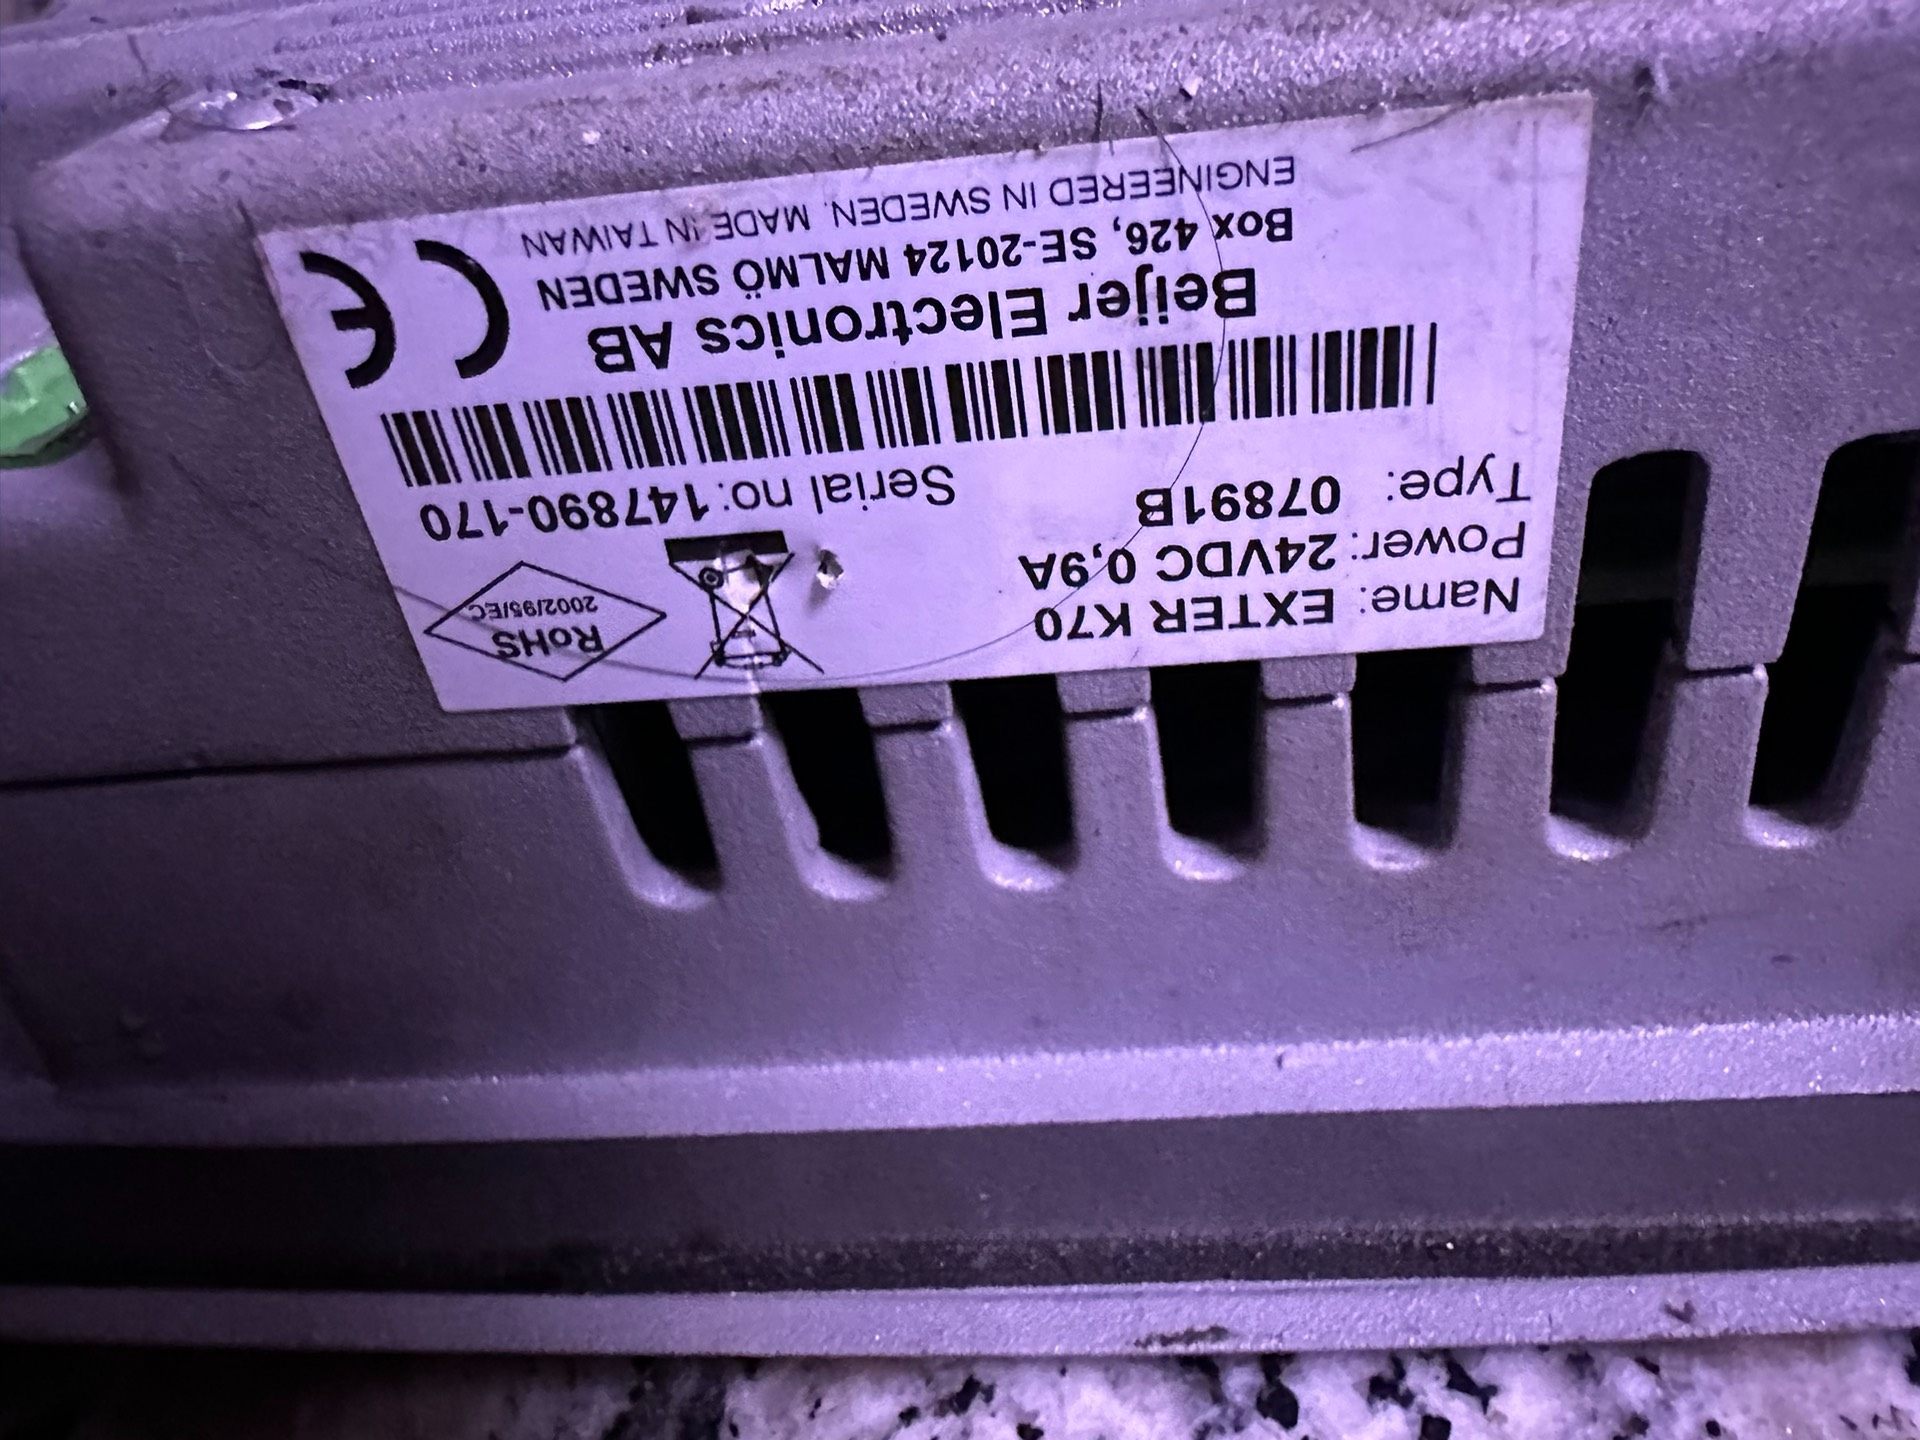 Name: EXTER K70
Power: 24VDC 0,9A
Type: 07891B
RoHS
2002/95/EC
Serial no: 147890-170
Beijer Electronics AB
Box 426, SE-20124 MALMÖ SWEDEN
ENGINEERED IN SWEDEN. MADE IN TAIWAN
CE